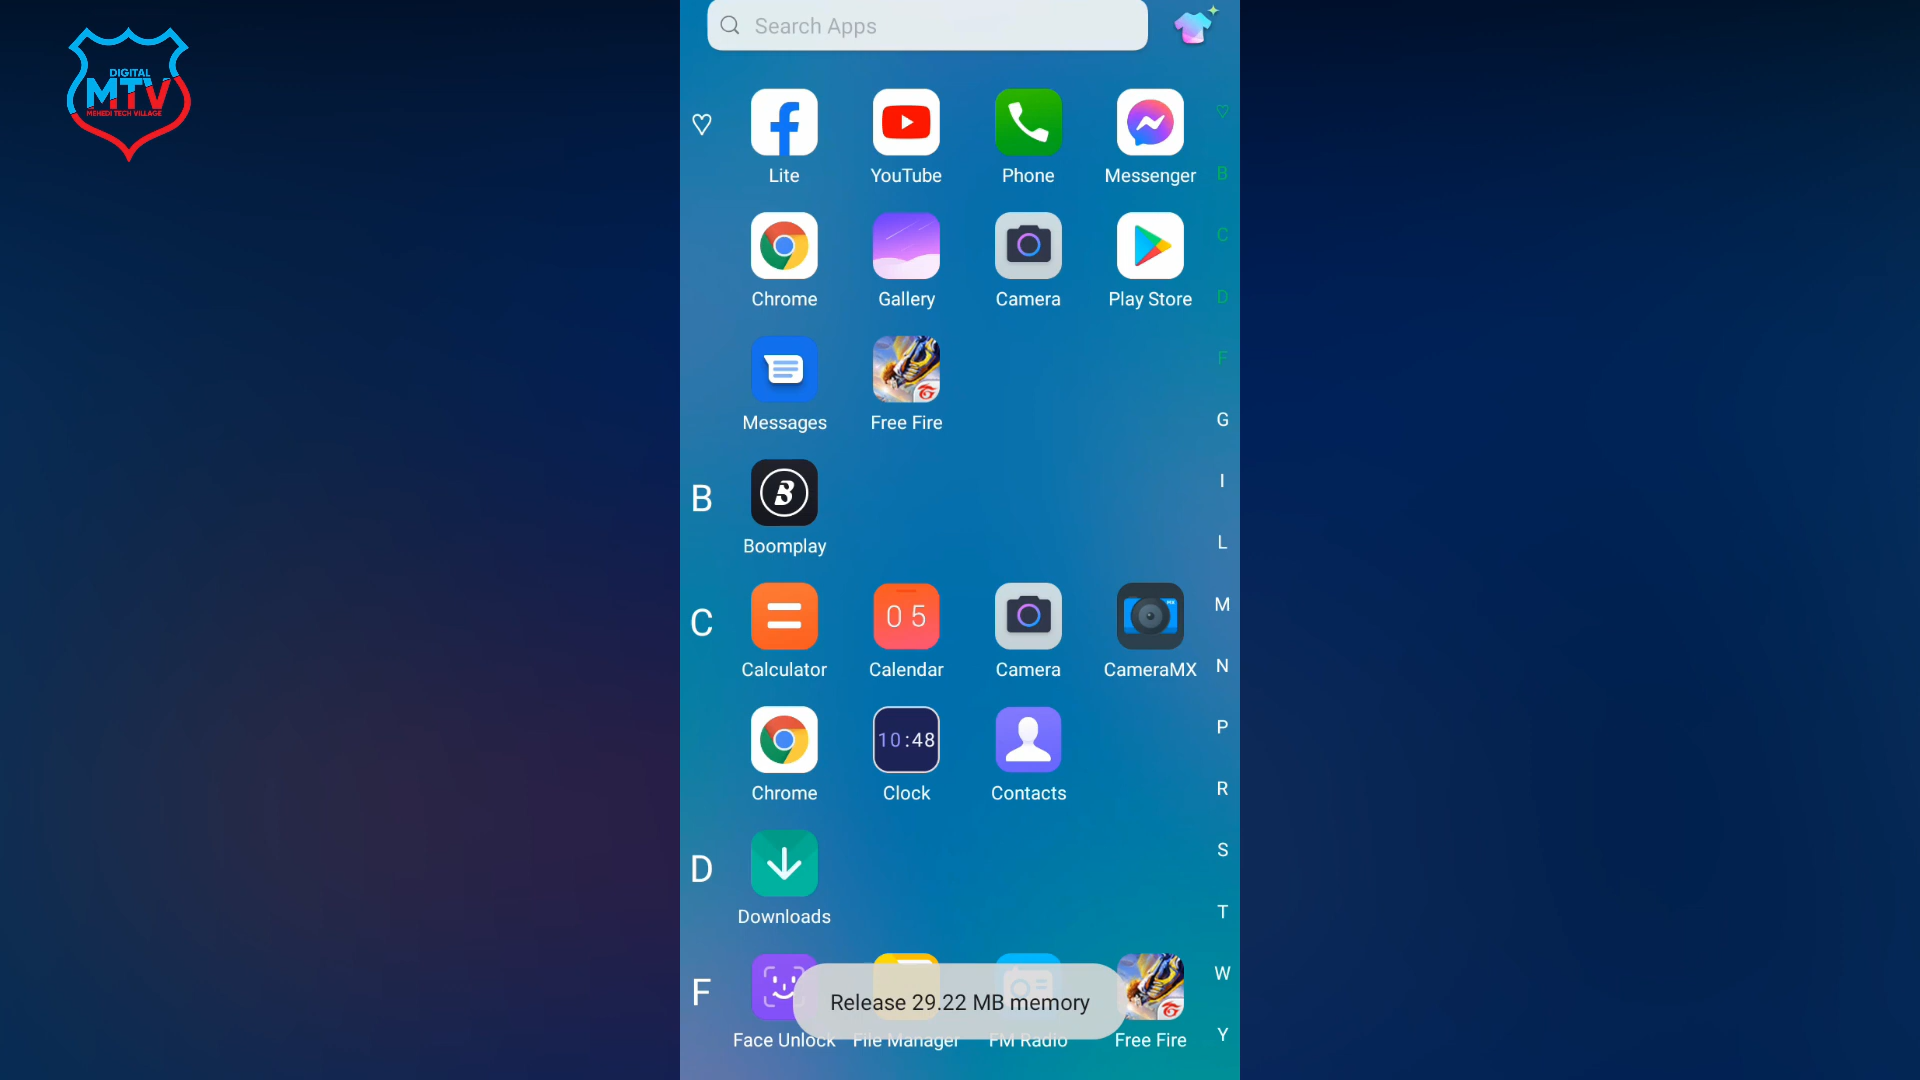 DIGITAL
MTV
MEHEDI TECH VILLAGE
Search Apps
Lite YouTube Phone Messenger
B
C
Chrome Gallery Camera Play Store
D
F
Messages Free Fire
G
I
B
Boomplay
L
M
C
05
Calculator Calendar Camera CameraMX
N
P
10:48
Chrome Clock Contacts
R
S
D
Downloads
T
W
F
Release 29.22 MB memory
Face Unlock File Manager FM Radio Free Fire
Y